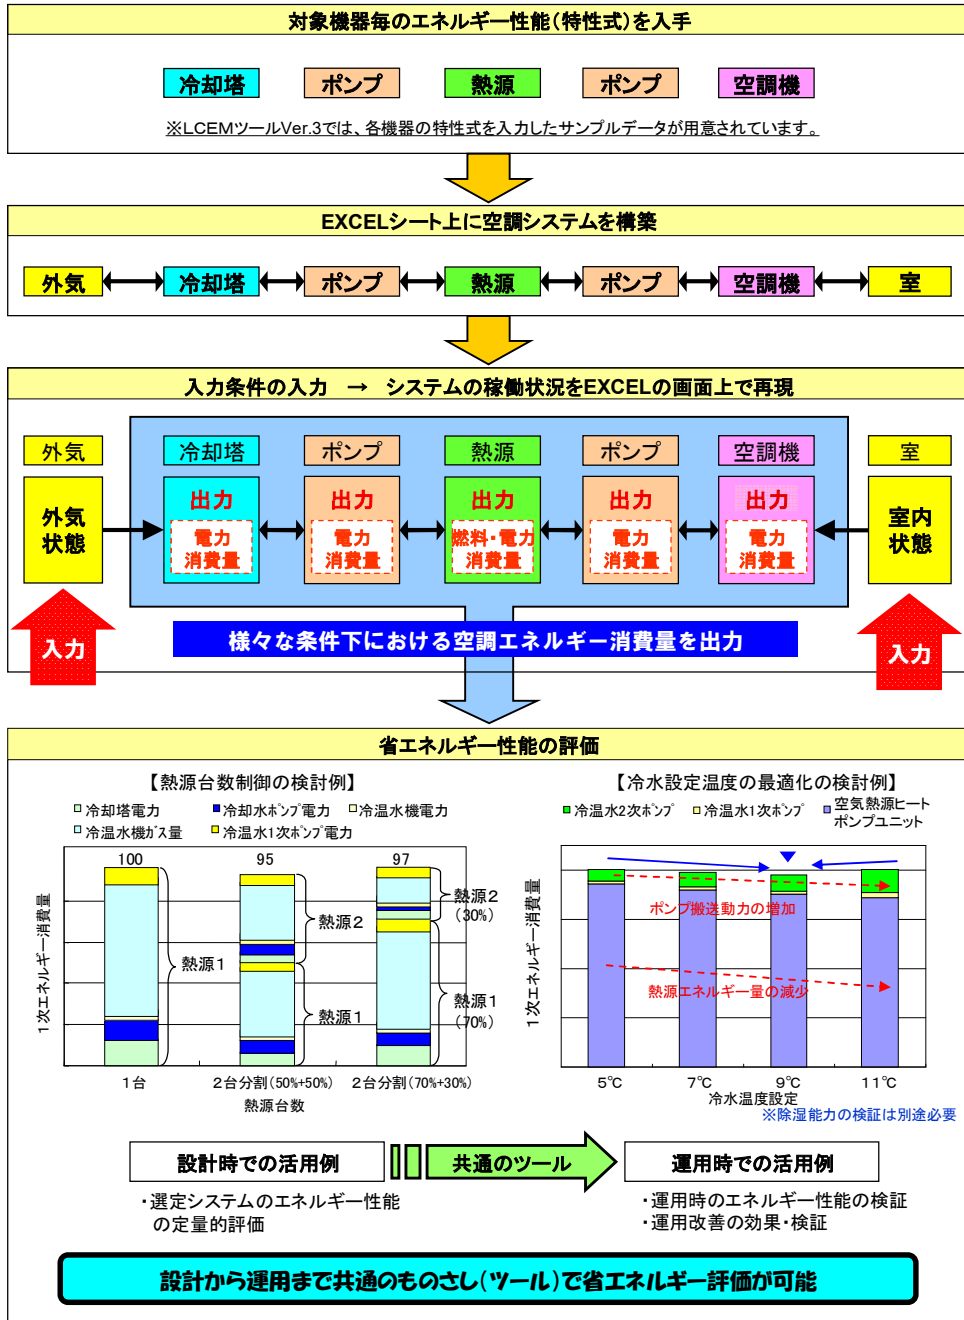 対象機器毎のエネルギー性能(特性式)を入手
冷却塔
ポンプ
熱源
ポンプ
空調機
※LCEMツールVer.3では、各機器の特性式を入力したサンプルデータが用意されています。
EXCELシート上に空調システムを構築
外気
冷却塔
ポンプ
熱源
ポンプ
空調機
室
入力条件の入力 → システムの稼働状況をEXCELの画面上で再現
外気
冷却塔
ポンプ
熱源
ポンプ
空調機
室
外気
状態
出力
電力
消費量
出力
電力
消費量
出力
燃料・電力
消費量
出力
電力
消費量
出力
電力
消費量
室内
状態
入力
様々な条件下における空調エネルギー消費量を出力
入力
省エネルギー性能の評価
【熱源台数制御の検討例】
冷却塔電力
冷却水ポンプ電力
冷温水機電力
冷温水機ガス量
冷温水1次ポンプ電力
1次エネルギー消費量
100
95
97
熱源1
熱源2
熱源1
熱源2
(30%)
熱源1
(70%)
1台
2台分割(50%+50%)
2台分割(70%+30%)
熱源台数
【冷水設定温度の最適化の検討例】
冷温水2次ポンプ
冷温水1次ポンプ
空気熱源ヒート
ポンプユニット
1次エネルギー消費量
ポンプ搬送動力の増加
熱源エネルギー量の減少
5℃
7℃
9℃
11℃
冷水温度設定
※除湿能力の検証は別途必要
設計時での活用例
共通のツール
運用時での活用例
・選定システムのエネルギー性能
の定量的評価
・運用時のエネルギー性能の検証
・運用改善の効果・検証
設計から運用まで共通のものさし(ツール)で省エネルギー評価が可能